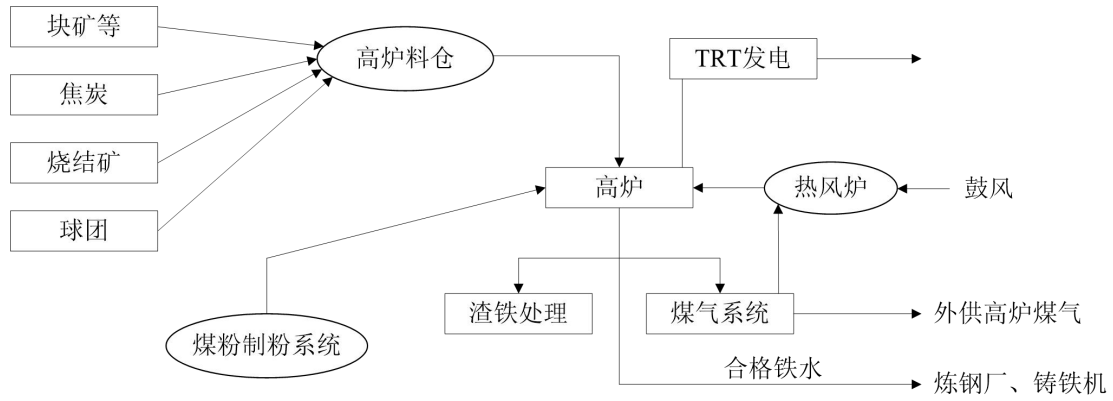 块矿等
焦炭
烧结矿
球团
高炉料仓
TRT发电
高炉
热风炉
鼓风
渣铁处理
煤气系统
外供高炉煤气
煤粉制粉系统
合格铁水
炼钢厂、铸铁机